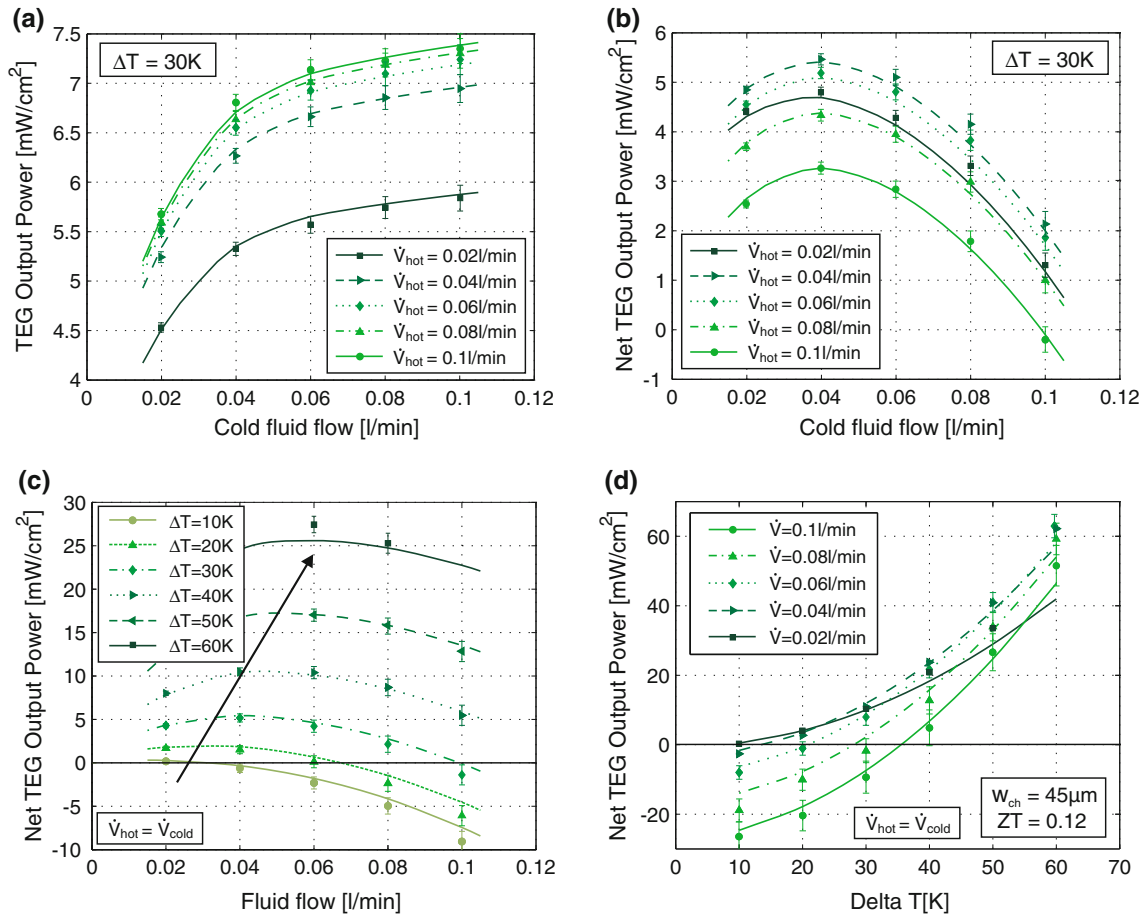 (a)
ΔT = 30K
TEG Output Power [mW/cm²]
7.5
7
6.5
6
5.5
5
4.5
4
0
0.02
0.04
0.06
0.08
0.1
0.12
Cold fluid flow [l/min]
V̇hot = 0.02l/min
V̇hot = 0.04l/min
V̇hot = 0.06l/min
V̇hot = 0.08l/min
V̇hot = 0.1l/min
(b)
ΔT = 30K
Net TEG Output Power [mW/cm²]
6
5
4
3
2
1
0
-1
0
0.02
0.04
0.06
0.08
0.1
0.12
Cold fluid flow [l/min]
V̇hot = 0.02l/min
V̇hot = 0.04l/min
V̇hot = 0.06l/min
V̇hot = 0.08l/min
V̇hot = 0.1l/min
(c)
Net TEG Output Power [mW/cm²]
30
25
20
15
10
5
0
-5
-10
0
0.02
0.04
0.06
0.08
0.1
0.12
Fluid flow [l/min]
ΔT=10K
ΔT=20K
ΔT=30K
ΔT=40K
ΔT=50K
ΔT=60K
V̇hot = V̇cold
(d)
Net TEG Output Power [mW/cm²]
60
40
20
0
-20
0
10
20
30
40
50
60
70
Delta T[K]
V̇=0.1l/min
V̇=0.08l/min
V̇=0.06l/min
V̇=0.04l/min
V̇=0.02l/min
V̇hot = V̇cold
wch = 45μm
ZT = 0.12